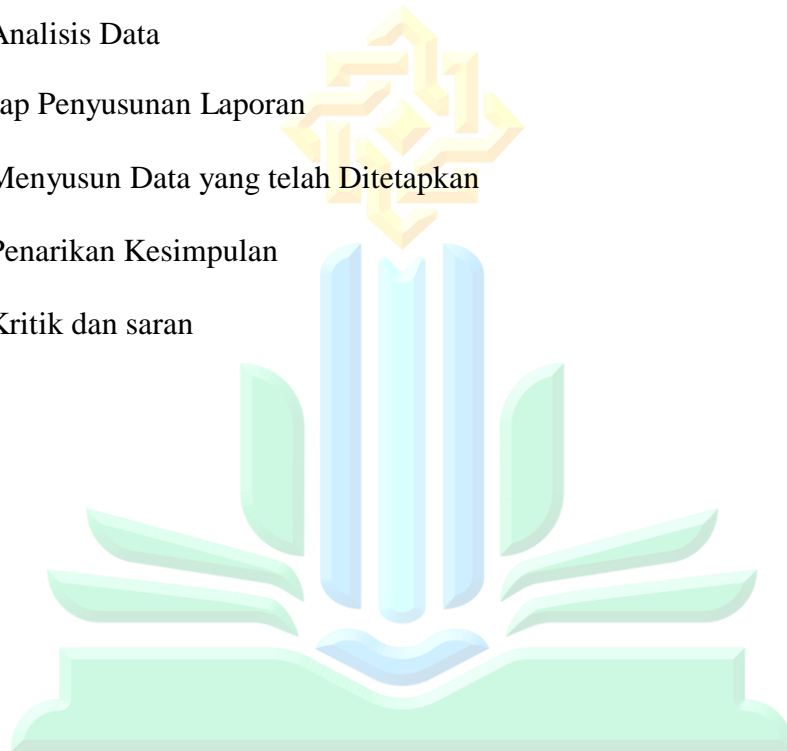 Analisis Data
ap Penyusunan Laporan
Menyusun Data yang telah Ditetapkan
Penarikan Kesimpulan
Kritik dan saran